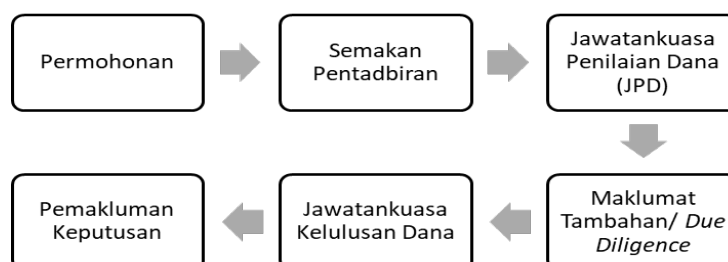 Permohonan
Semakan
Pentadbiran
Jawatankuasa
Penilaian Dana
(JPD)
Maklumat
Tambahan/ Due
Diligence
Jawatankuasa
Kelulusan Dana
Pemakluman
Keputusan